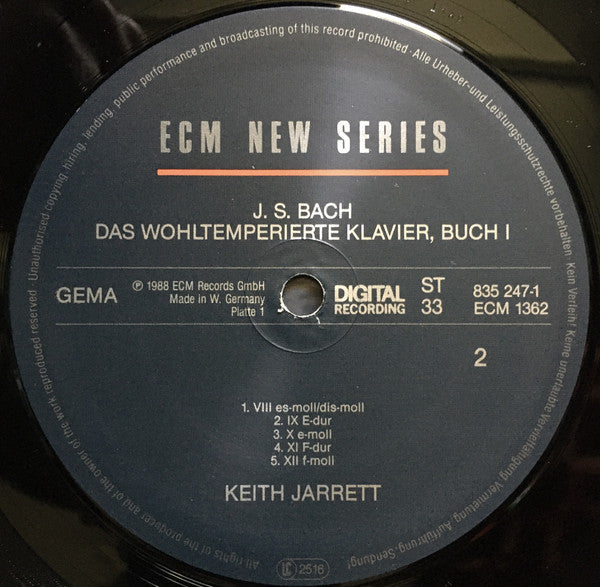 Unauthorised copying, hiring, lending, public performance and broadcasting of this record prohibited · Alle Urheber- und Leistungsschutzrechte vorbehalten · Kein Verleih! Keine unerlaubte Vervielfältigung, Vermietung, Aufführung, Sendung!
All rights of the producer and of the owner of the work reproduced reserved ·
ECM NEW SERIES
J. S. BACH
DAS WOHLTEMPERIERTE KLAVIER, BUCH I
GEMA
℗ 1988 ECM Records GmbH
Made in W. Germany
Platte 1
DIGITAL
RECORDING
ST
33
835 247-1
ECM 1362
2
1. VIII es-moll/dis-moll
2. IX E-dur
3. X e-moll
4. XI F-dur
5. XII f-moll
KEITH JARRETT
LC 2516